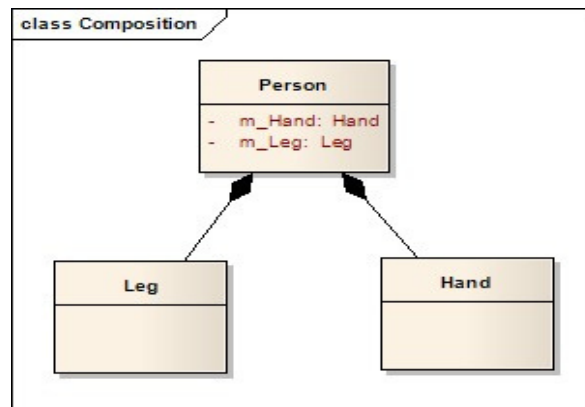 class Composition
Person
- m_Hand: Hand
- m_Leg: Leg
Leg
Hand